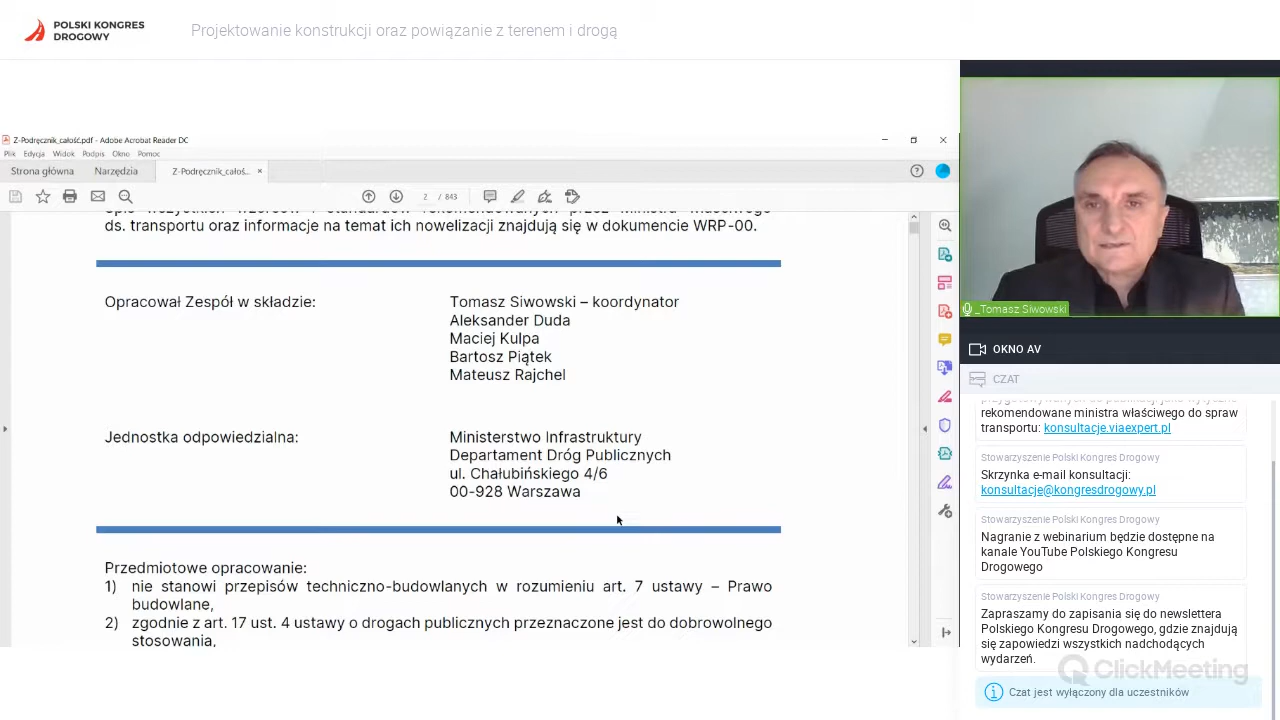 POLSKI KONGRES
DROGOWY
Projektowanie konstrukcji oraz powiązanie z terenem i drogą
Z-Podręcznik_całość.pdf - Adobe Acrobat Reader DC
Plik Edycja Widok Podpis Okno Pomoc
Strona główna Narzędzia Z-Podręcznik_całoś... ×
2 / 843
Spis wszystkich wzorców i standardów rekomendowanych przez Ministra właściwego
ds. transportu oraz informacje na temat ich nowelizacji znajdują się w dokumencie WRP-00.
Opracował Zespół w składzie:
Tomasz Siwowski – koordynator
Aleksander Duda
Maciej Kulpa
Bartosz Piątek
Mateusz Rajchel
Jednostka odpowiedzialna:
Ministerstwo Infrastruktury
Departament Dróg Publicznych
ul. Chałubińskiego 4/6
00-928 Warszawa
Przedmiotowe opracowanie:
1) nie stanowi przepisów techniczno-budowlanych w rozumieniu art. 7 ustawy – Prawo
budowlane,
2) zgodnie z art. 17 ust. 4 ustawy o drogach publicznych przeznaczone jest do dobrowolnego
stosowania,
_Tomasz Siwowski
OKNO AV
CZAT
rekomendowane ministra właściwego do spraw
transportu: konsultacje.viaexpert.pl
Stowarzyszenie Polski Kongres Drogowy
Skrzynka e-mail konsultacji:
konsultacje@kongresdrogowy.pl
Stowarzyszenie Polski Kongres Drogowy
Nagranie z webinarium będzie dostępne na
kanale YouTube Polskiego Kongresu
Drogowego
Stowarzyszenie Polski Kongres Drogowy
Zapraszamy do zapisania się do newslettera
Polskiego Kongresu Drogowego, gdzie znajdują
się zapowiedzi wszystkich nadchodzących
wydarzeń.
ClickMeeting
Czat jest wyłączony dla uczestników